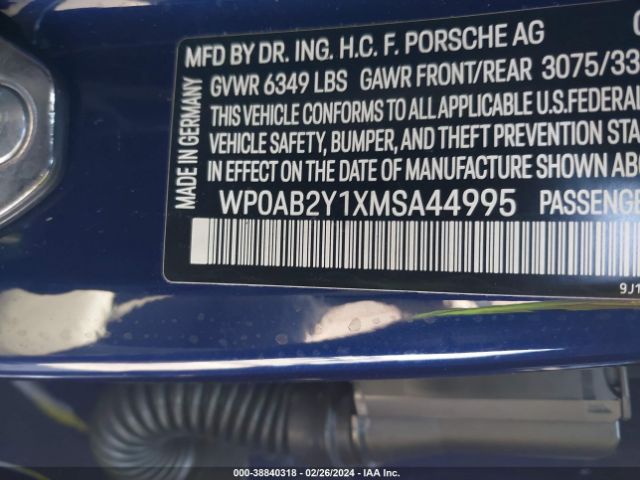 MFD BY DR. ING. H.C. F. PORSCHE AG
GVWR 6349 LBS GAWR FRONT/REAR 3075/33
THIS VEHICLE CONFORMS TO ALL APPLICABLE U.S.FEDERAL
VEHICLE SAFETY, BUMPER, AND THEFT PREVENTION STA
IN EFFECT ON THE DATE OF MANUFACTURE SHOWN ABO
WP0AB2Y1XMSA44995 PASSENGE
MADE IN GERMANY
9J1
000-38840318 / 02/26/2024 / IAA Inc.